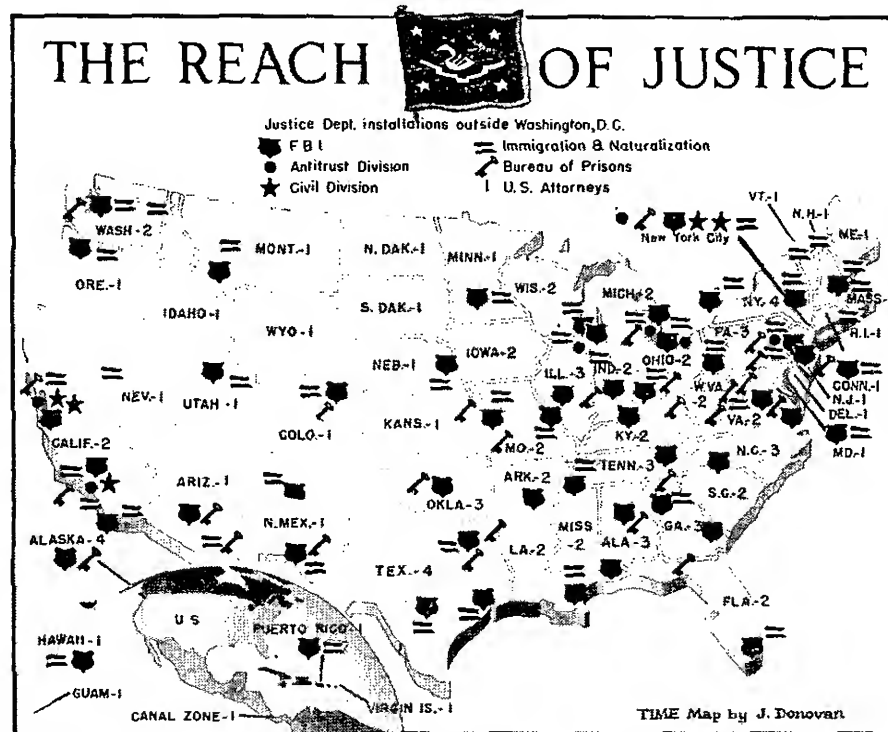 THE REACH OF JUSTICE
Justice Dept. installations outside Washington, D.C.
FBI
Immigration & Naturalization
Antitrust Division
Bureau of Prisons
Civil Division
U.S. Attorneys
VT.-1
N.H.-1
ME.-1
WASH-2
New York City
MONT.-1
N. DAK.-1
MINN.-1
ORE.-1
WIS.-2
MICH.-2
NY.-4
MASS
IDAHO-1
S. DAK.-1
WYO-1
PA-3
R.I.-1
NEB.-1
IOWA-2
ILL.-3
IND.-2
OHIO-2
NEV.-1
UTAH-1
W.VA.-2
CONN.-1
N.J.-1
COLO.-1
KANS.-1
VA-2
DEL.-1
CALIF.-2
MO.-2
KY.-2
MD.-1
TENN.-3
N.C.-3
ARIZ.-1
OKLA-3
ARK.-2
S.C.-2
N.MEX.-1
MISS-2
ALA-3
GA.-3
ALASKA-4
TEX.-4
LA.-2
FLA.-2
U S
PUERTO RICO-1
HAWAII-1
GUAM-1
VIRGIN IS.-1
CANAL ZONE-1
TIME Map by J. Donovan